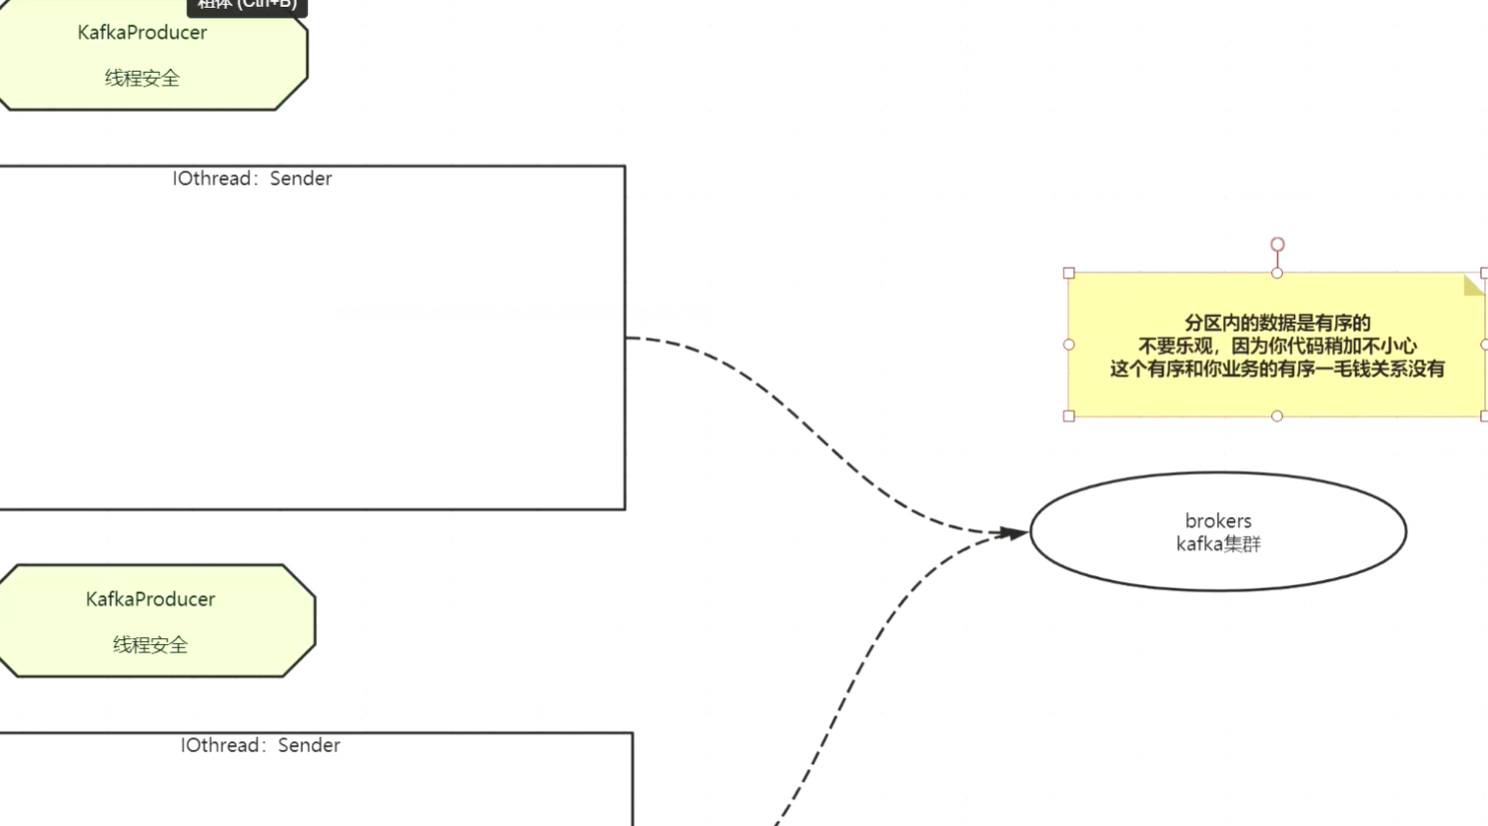 粗体 (Ctrl+B)
KafkaProducer
线程安全
IOthread：Sender
分区内的数据是有序的
不要乐观，因为你代码稍加不小心
这个有序和你业务的有序一毛钱关系没有
brokers
kafka集群
KafkaProducer
线程安全
IOthread：Sender